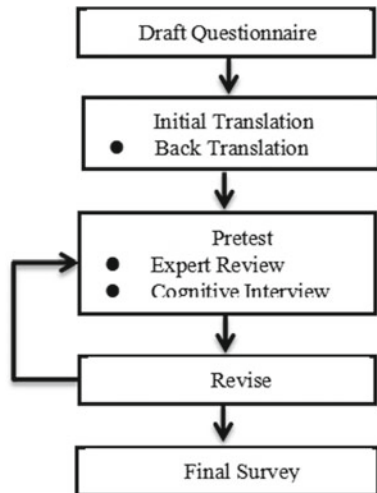 Draft Questionnaire
Initial Translation
● Back Translation
Pretest
● Expert Review
● Cognitive Interview
Revise
Final Survey